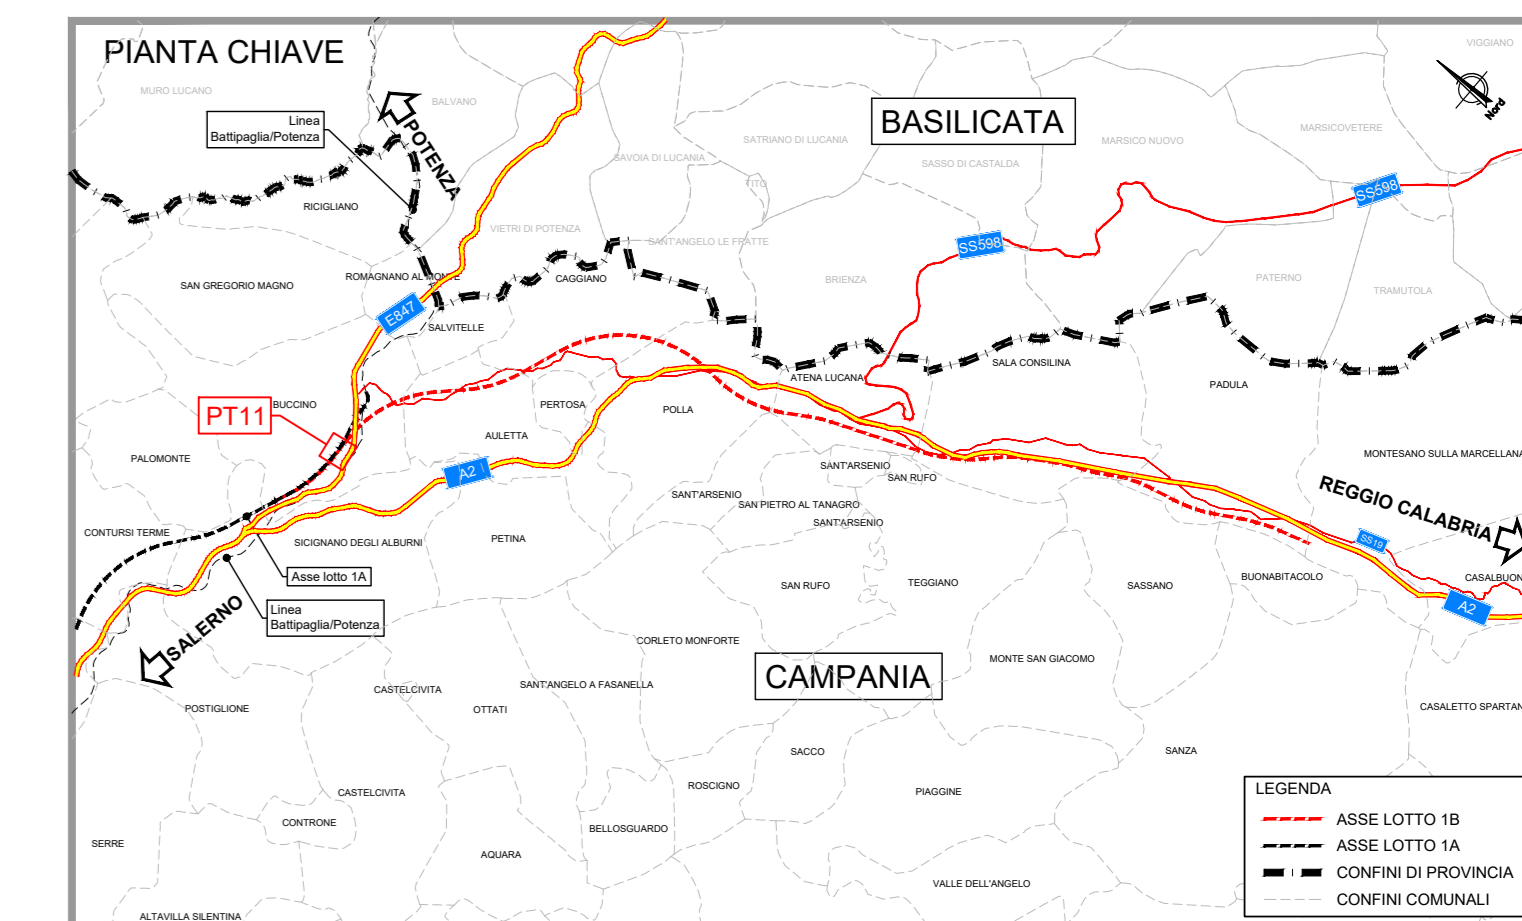 PIANTA CHIAVE
VIGGIANO
MURO LUCANO
BALVANO
Nord
Linea
Battipaglia/Potenza
POTENZA
BASILICATA
MARSICOVETERE
SATRIANO DI LUCANIA
MARSICO NUOVO
SAVOIA DI LUCANIA
SASSO DI CASTALDA
TITO
SS598
RICIGLIANO
VIETRI DI POTENZA
SANT'ANGELO LE FRATTE
SS598
ROMAGNANO AL MONTE
CAGGIANO
BRIENZA
PATERNO
SAN GREGORIO MAGNO
TRAMUTOLA
E847
SALVITELLE
SALA CONSILINA
ATENA LUCANA
PADULA
BUCCINO
PT11
PERTOSA
POLLA
AULETTA
PALOMONTE
MONTESANO SULLA MARCELLANA
A2
SANT'ARSENIO
SAN RUFO
SANT'ARSENIO
SAN PIETRO AL TANAGRO
SANT'ARSENIO
REGGIO CALABRiA
CONTURSI TERME
SICIGNANO DEGLI ALBURNI
PETINA
SS19
Asse lotto 1A
SAN RUFO
TEGGIANO
SASSANO
BUONABITACOLO
CASALBUON
A2
Linea
Battipaglia/Potenza
SALERNO
CORLETO MONFORTE
MONTE SAN GIACOMO
CAMPANIA
CASTELCIVITA
SANT'ANGELO A FASANELLA
POSTIGLIONE
OTTATI
CASALETTO SPARTAN
SACCO
SANZA
ROSCIGNO
CASTELCIVITA
PIAGGINE
LEGENDA
CONTRONE
BELLOSGUARDO
ASSE LOTTO 1B
SERRE
ASSE LOTTO 1A
AQUARA
CONFINI DI PROVINCIA
VALLE DELL'ANGELO
CONFINI COMUNALI
ALTAVILLA SILENTINA